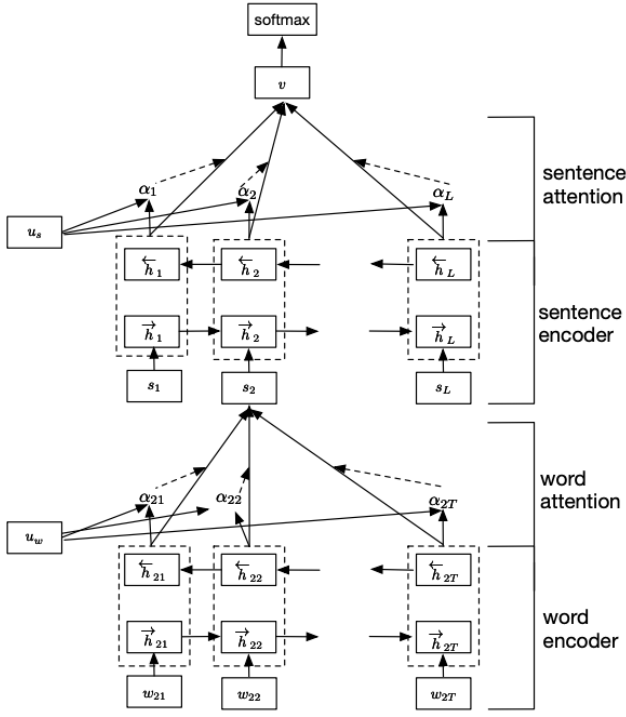 softmax
v
α1 α2 αL
sentence
attention
us
←h1 ←h2 ←hL
sentence
encoder
→h1 →h2 →hL
s1 s2 sL
α21 α22 α2T
word
attention
uw
←h21 ←h22 ←h2T
word
encoder
→h21 →h22 →h2T
w21 w22 w2T